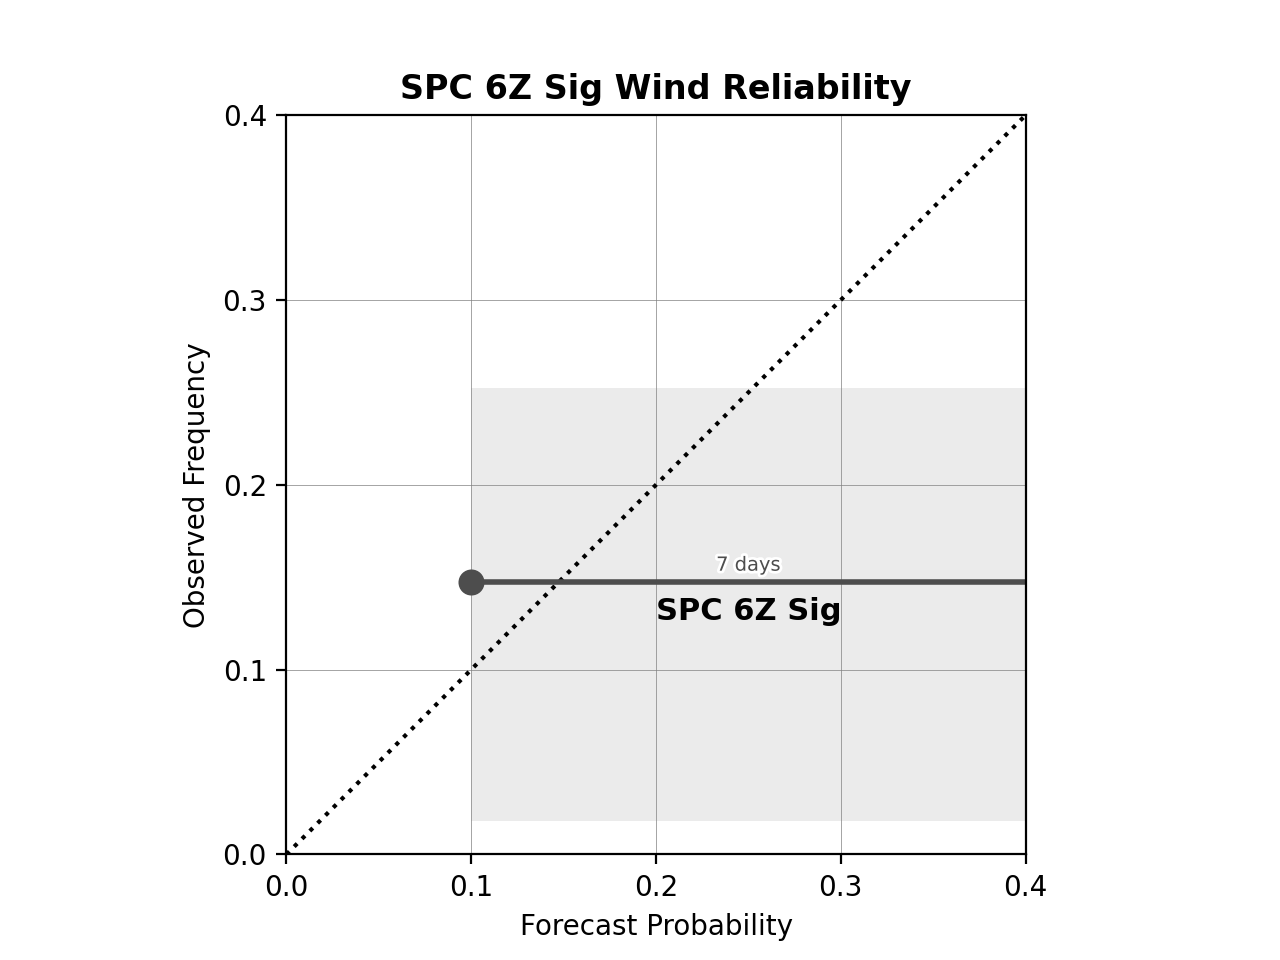 SPC 6Z Sig Wind Reliability
0.4
0.3
0.2
0.1
0.0
Observed Frequency
7 days
SPC 6Z Sig
0.0 0.1 0.2 0.3 0.4
Forecast Probability